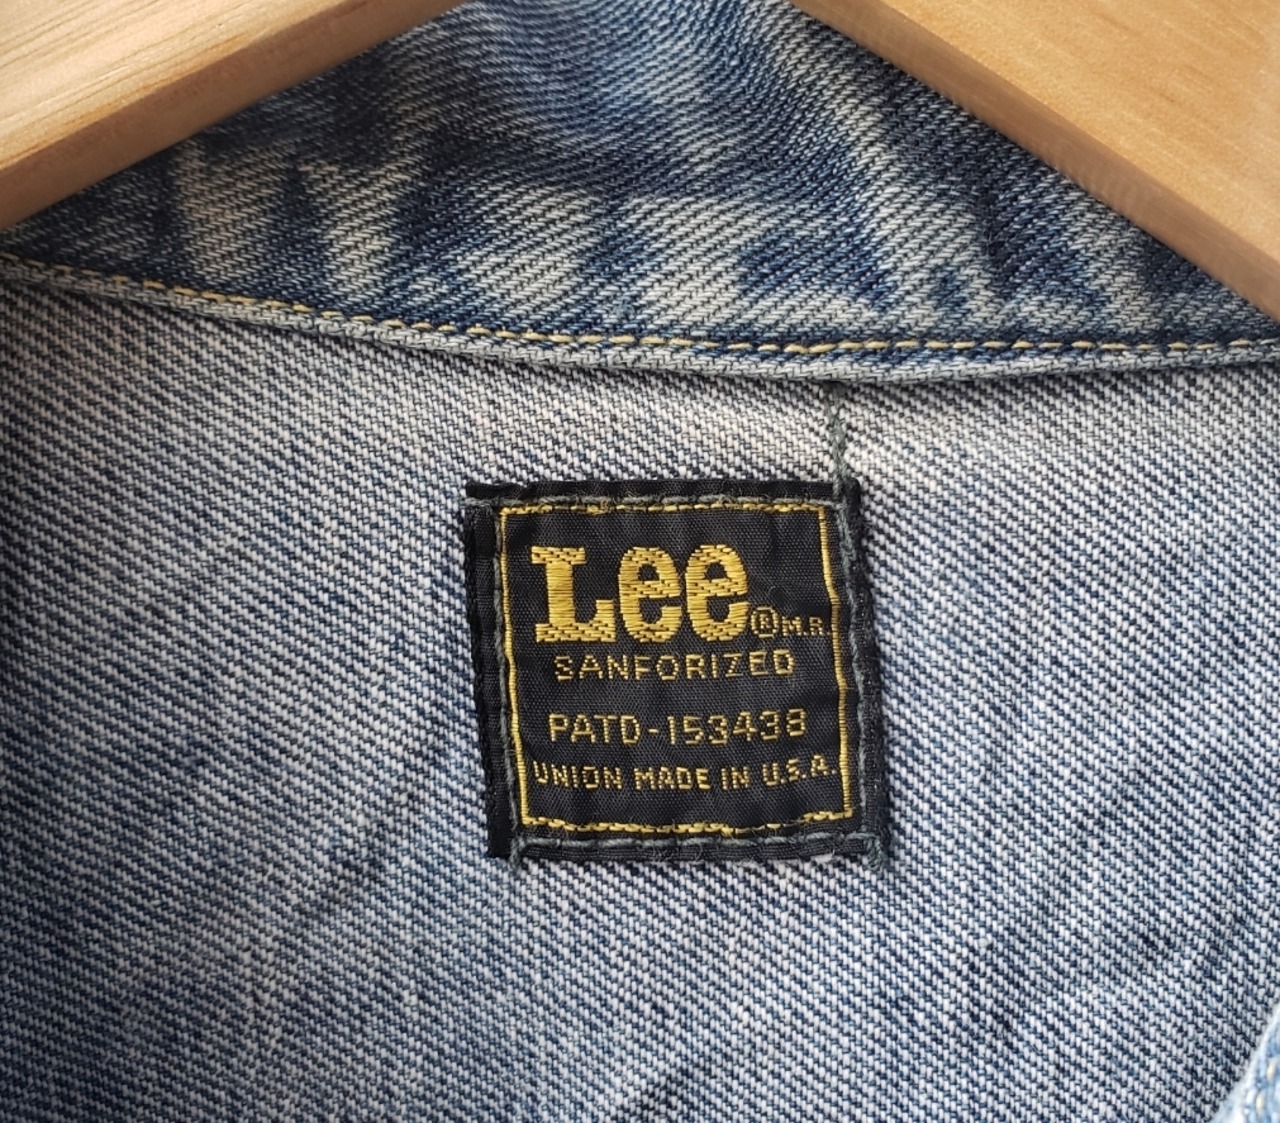 Lee ® M.R.
SANFORIZED
PATD-153438
UNION MADE IN U.S.A.